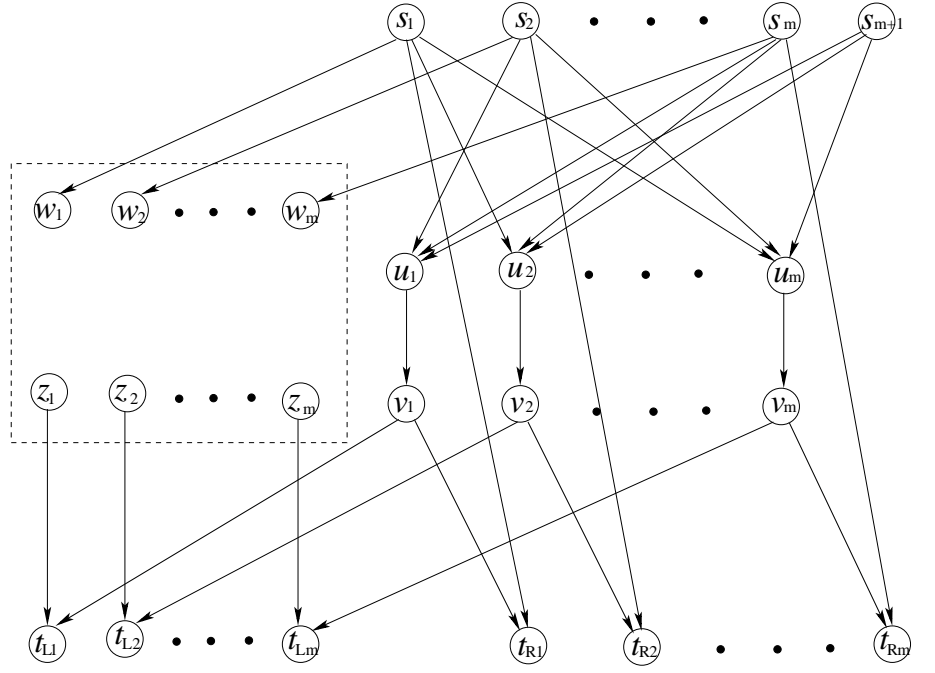 s1 s2 sm sm+1
w1 w2 wm
u1 u2 um
z1 z2 zm
v1 v2 vm
tL1 tL2 tLm tR1 tR2 tRm